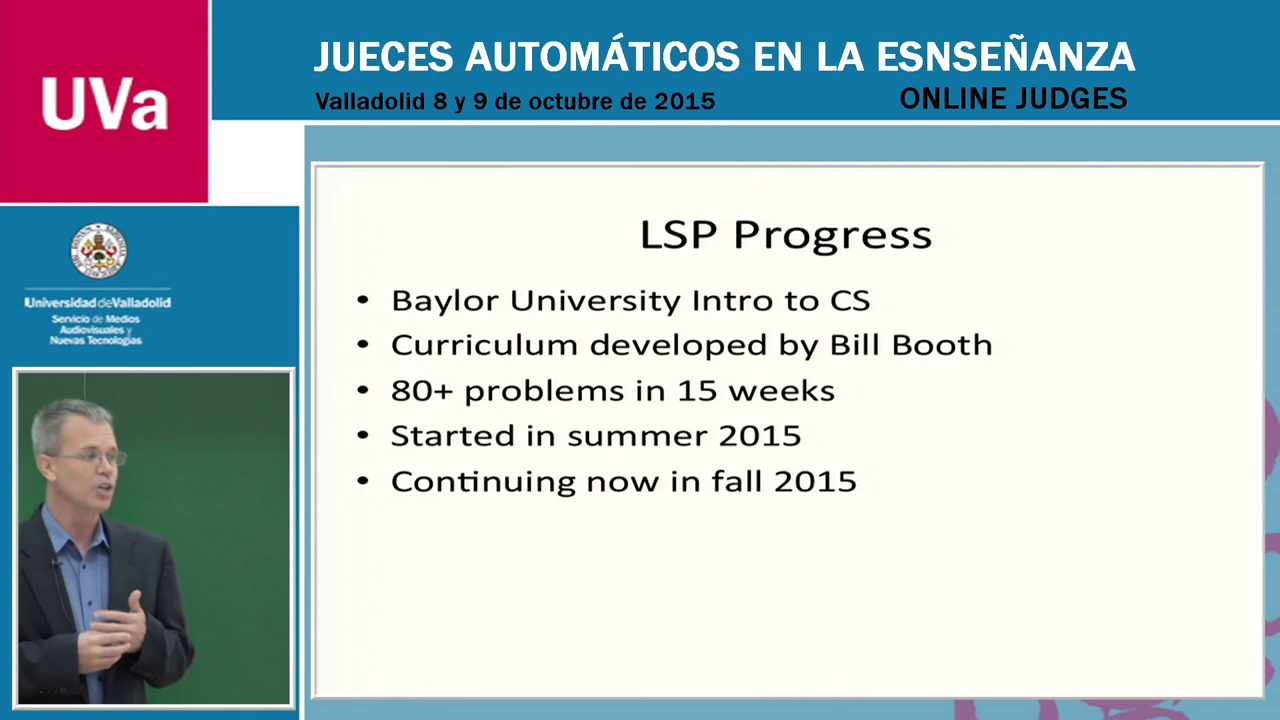 UVa
JUECES AUTOMÁTICOS EN LA ESNSEÑANZA
Valladolid 8 y 9 de octubre de 2015
ONLINE JUDGES
Universidad de Valladolid
Servicio de Medios
Audiovisuales y
Nuevas Tecnologías
LSP Progress
• Baylor University Intro to CS
• Curriculum developed by Bill Booth
• 80+ problems in 15 weeks
• Started in summer 2015
• Continuing now in fall 2015